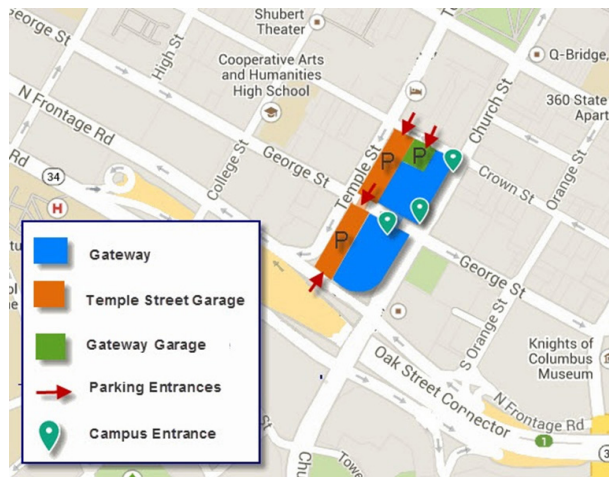 Shubert
Theater
George St
High St
Cooperative Arts
and Humanities
High School
College St
N Frontage Rd
George St
Temple St
Church St
Q-Bridge,
360 State
Apart
Orange St
Crown St
Rd
34
H
P
P
P
George St
S Orange St
Knights of
Columbus
Museum
Oak Street Connector
N Frontage Rd
1
3
Tower
Gateway
Temple Street Garage
Gateway Garage
Parking Entrances
Campus Entrance